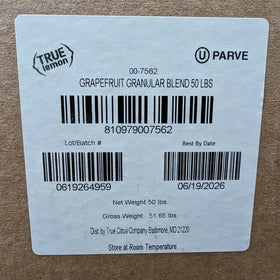 TRUE
lemon
U PARVE
00-7562
GRAPEFRUIT GRANULAR BLEND 50 LBS
810979007562
Lot/Batch #
Best By Date
0619264959
06/19/2026
Net Weight 50 lbs
Gross Weight 51.65 lbs
Dist. by True Citrus Company Baltimore, MD 21220
Store at Room Temperature